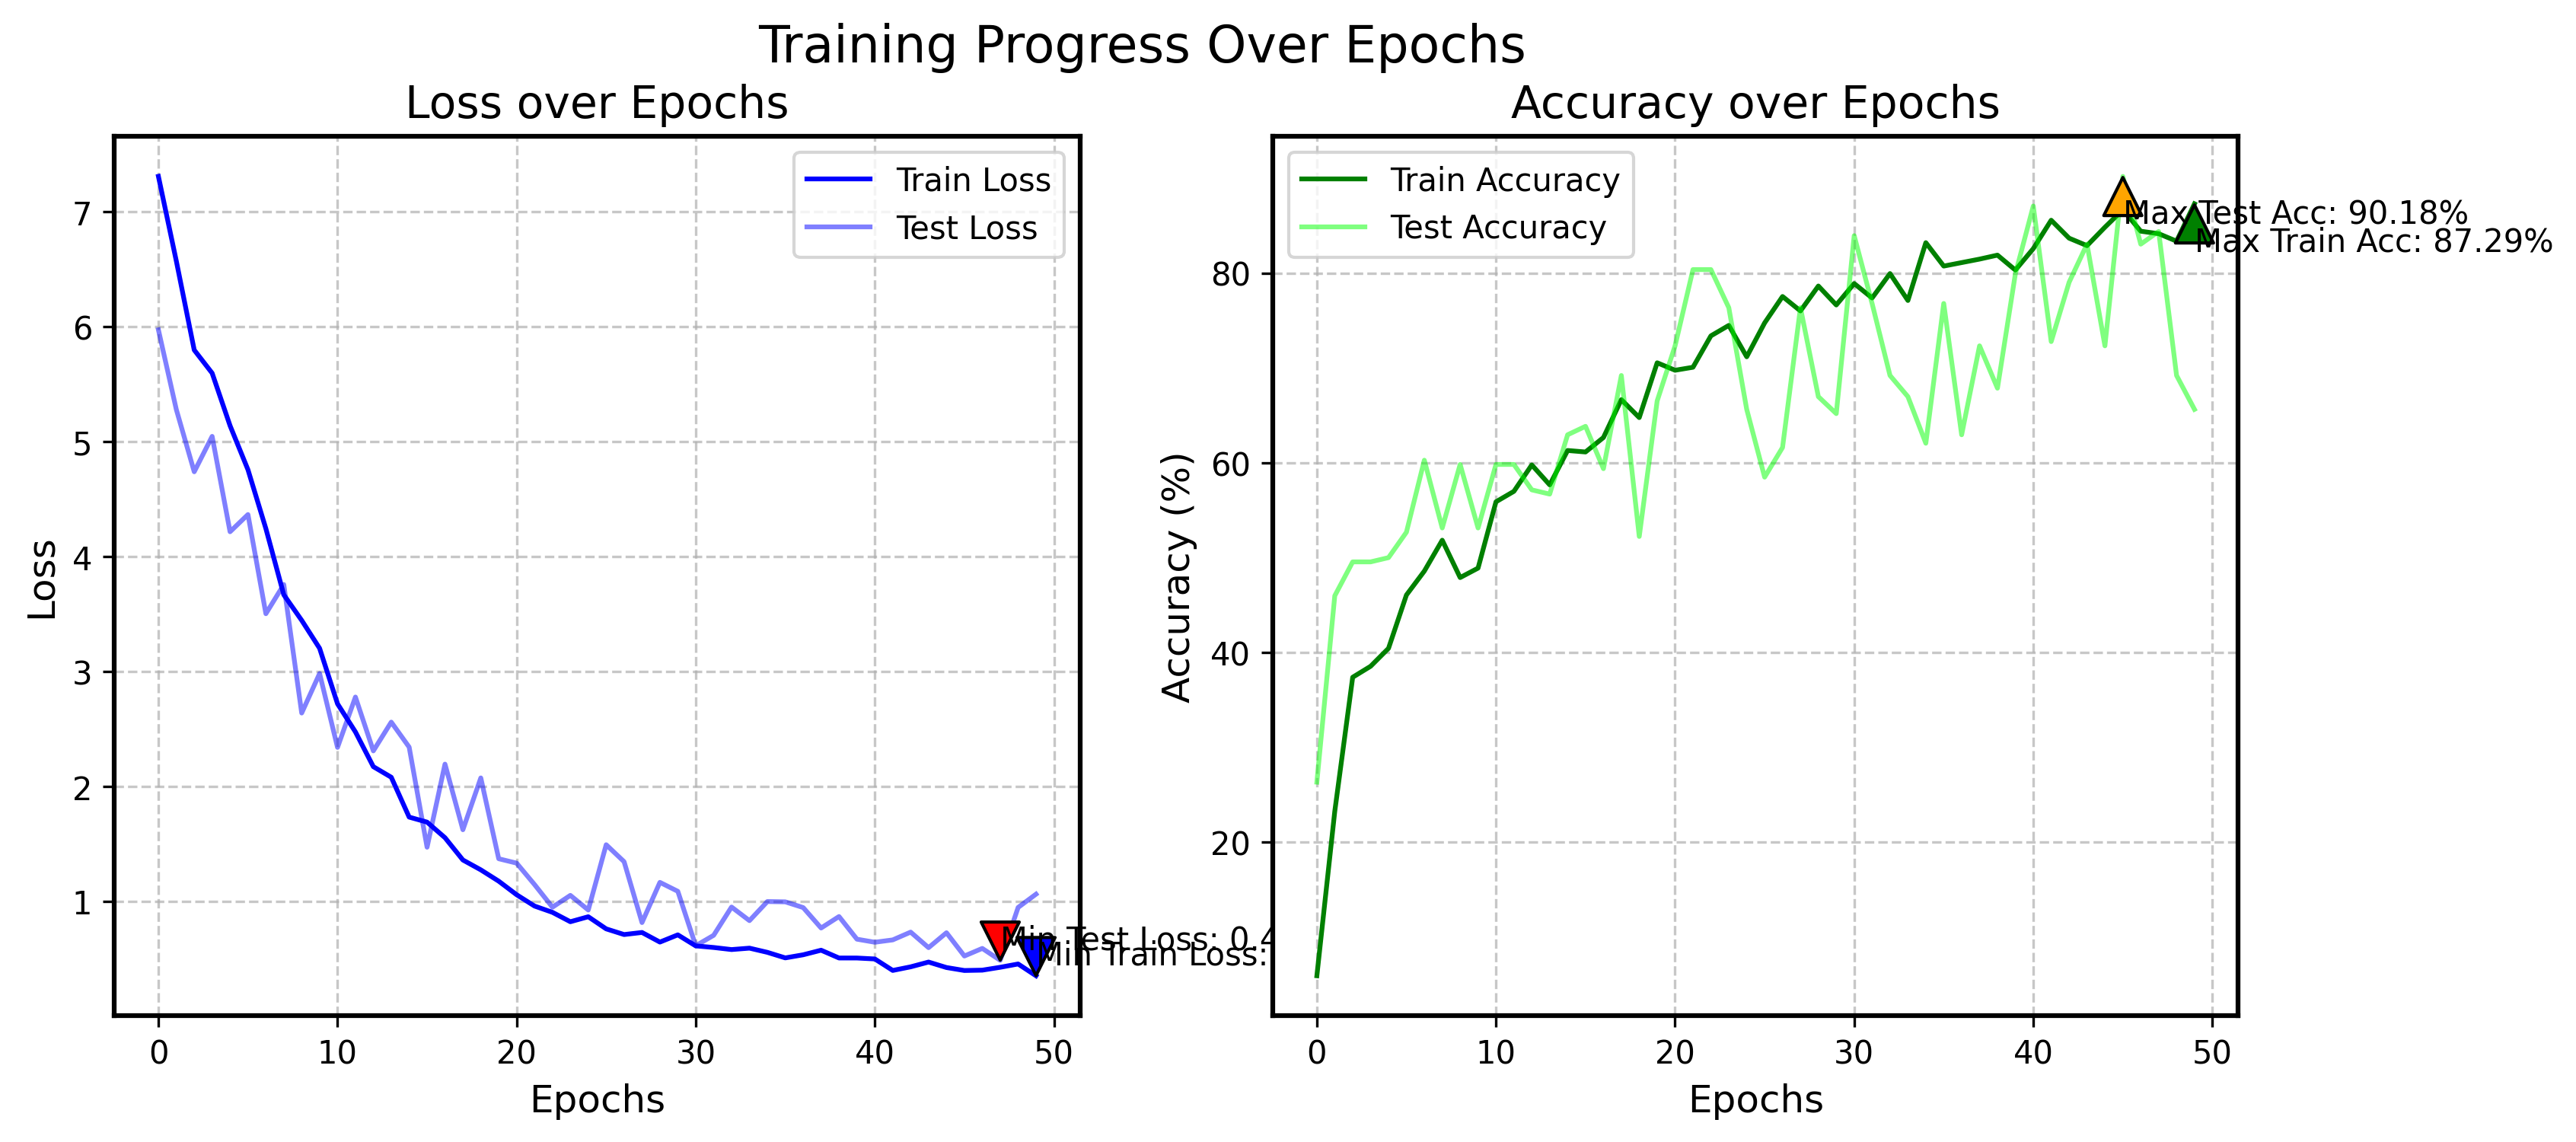 Training Progress Over Epochs
Loss over Epochs
Train Loss
Test Loss
7
6
5
4
3
2
1
Loss
Min Test Loss: 0.4
Min Train Loss:
0 10 20 30 40 50
Epochs
Accuracy over Epochs
Train Accuracy
Test Accuracy
Max Test Acc: 90.18%
Max Train Acc: 87.29%
80
60
40
20
Accuracy (%)
0 10 20 30 40 50
Epochs